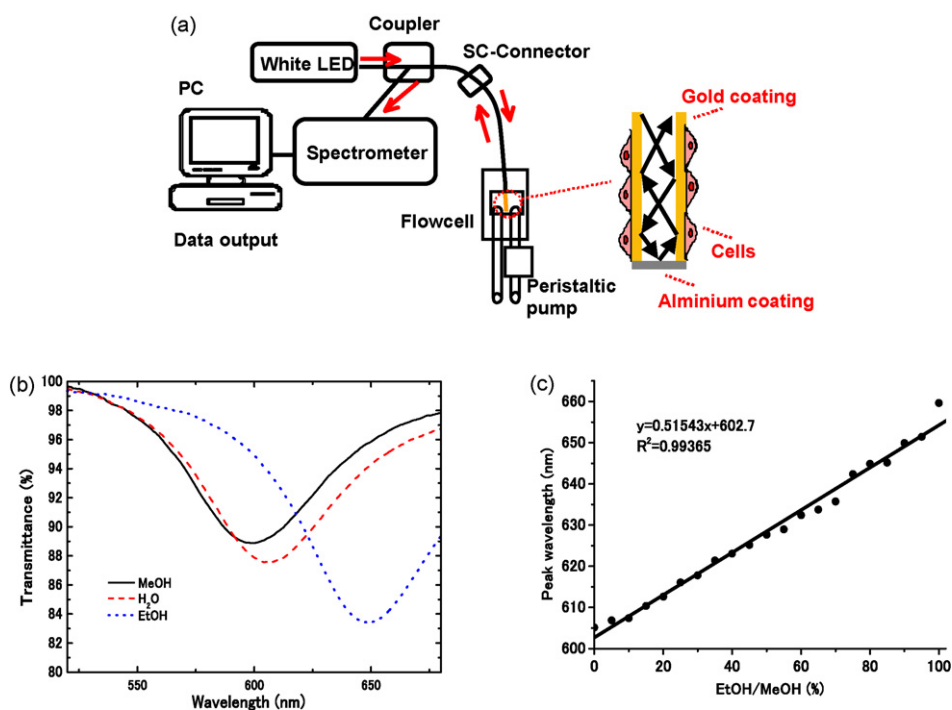 (a)
Coupler
White LED
SC-Connector
PC
Gold coating
Spectrometer
Flowcell
Data output
Cells
Peristaltic
pump
Alminium coating
(b)
100
98
96
94
92
90
88
86
84
82
80
Transmittance (%)
MeOH
H₂O
EtOH
550
600
650
Wavelength (nm)
(c)
660
650
640
630
620
610
600
Peak wavelength (nm)
y=0.51543x+602.7
R²=0.99365
0
20
40
60
80
100
EtOH/MeOH (%)